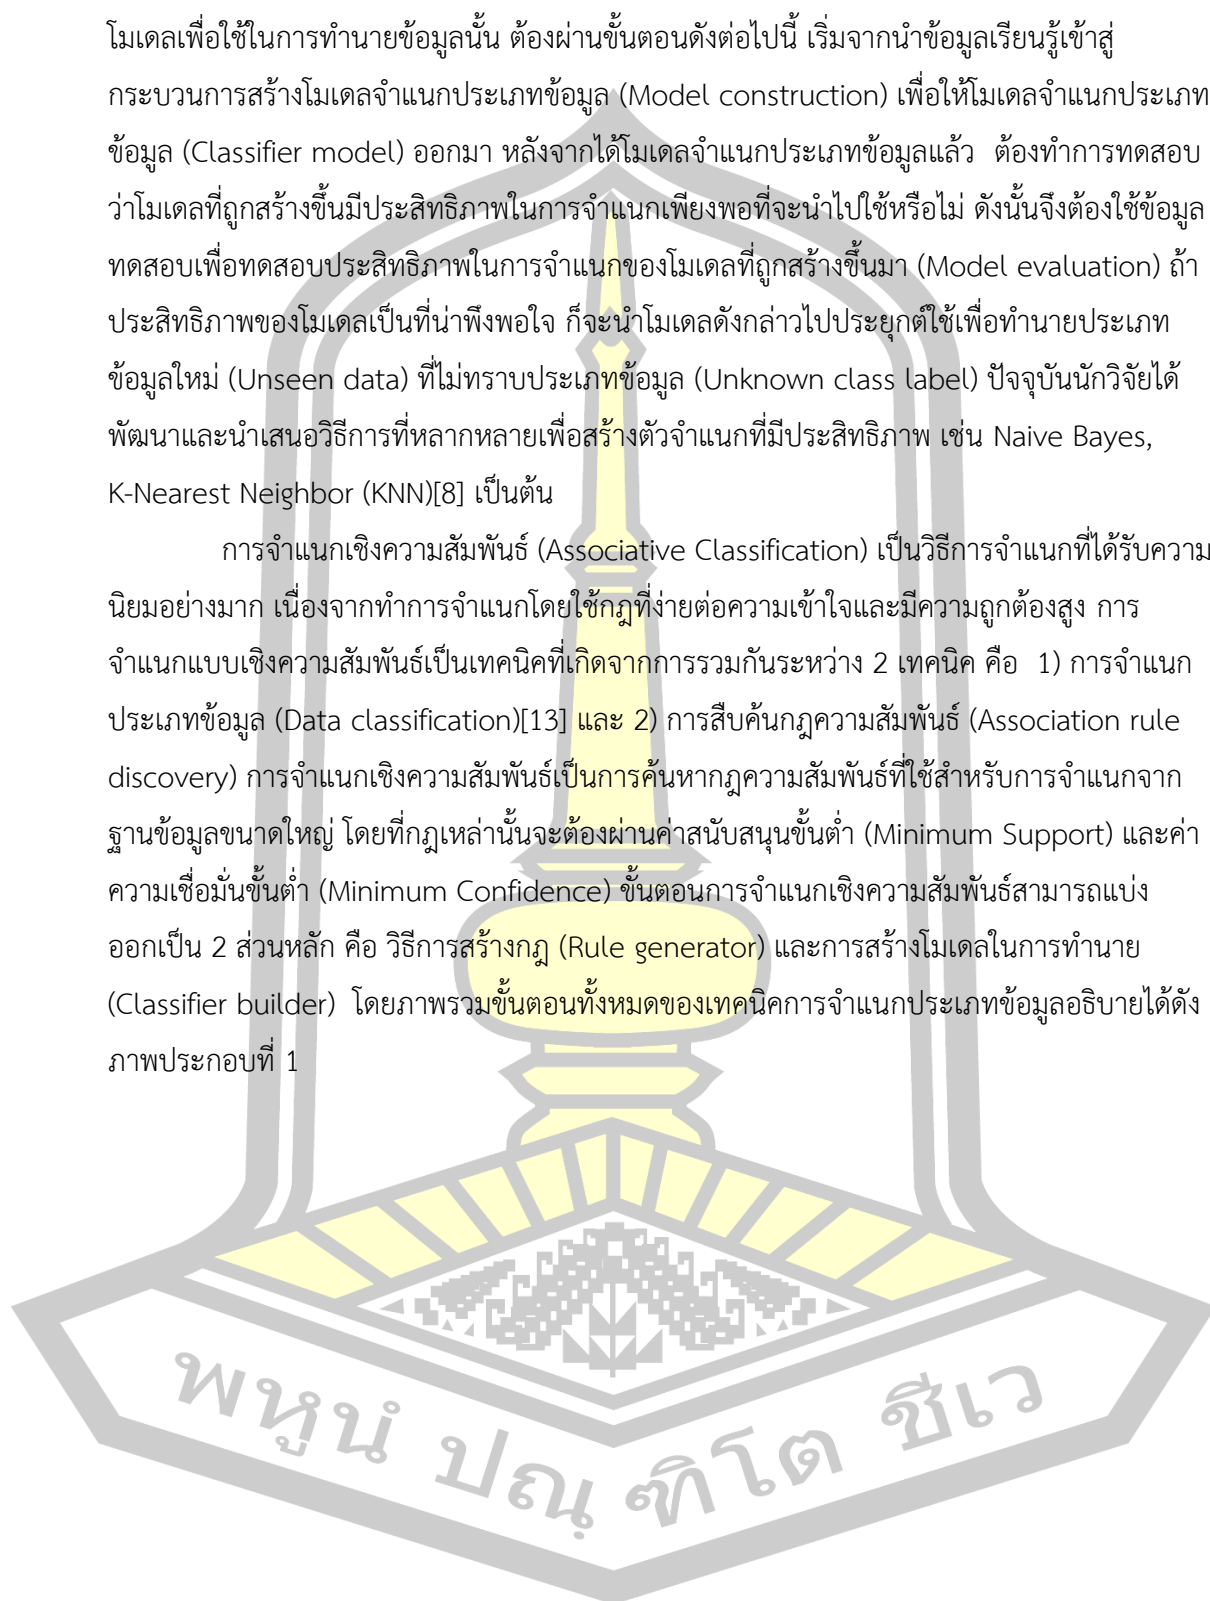 โมเดลเพื่อใช้ในการทำนายข้อมูลนั้น ต้องผ่านขั้นตอนดังต่อไปนี้ เริ่มจากนำข้อมูลเรียนรู้เข้าสู่
กระบวนการสร้างโมเดลจำแนกประเภทข้อมูล (Model construction) เพื่อให้โมเดลจำแนกประเภท
ข้อมูล (Classifier model) ออกมา หลังจากได้โมเดลจำแนกประเภทข้อมูลแล้ว ต้องทำการทดสอบ
ว่าโมเดลที่ถูกสร้างขึ้นมีประสิทธิภาพในการจำแนกเพียงพอที่จะนำไปใช้หรือไม่ ดังนั้นจึงต้องใช้ข้อมูล
ทดสอบเพื่อทดสอบประสิทธิภาพในการจำแนกของโมเดลที่ถูกสร้างขึ้นมา (Model evaluation) ถ้า
ประสิทธิภาพของโมเดลเป็นที่น่าพึงพอใจ ก็จะนำโมเดลดังกล่าวไปประยุกต์ใช้เพื่อทำนายประเภท
ข้อมูลใหม่ (Unseen data) ที่ไม่ทราบประเภทข้อมูล (Unknown class label) ปัจจุบันนักวิจัยได้
พัฒนาและนำเสนอวิธีการที่หลากหลายเพื่อสร้างตัวจำแนกที่มีประสิทธิภาพ เช่น Naive Bayes,
K-Nearest Neighbor (KNN)[8] เป็นต้น
การจำแนกเชิงความสัมพันธ์ (Associative Classification) เป็นวิธีการจำแนกที่ได้รับความ
นิยมอย่างมาก เนื่องจากทำการจำแนกโดยใช้กฎที่ง่ายต่อความเข้าใจและมีความถูกต้องสูง การ
จำแนกแบบเชิงความสัมพันธ์เป็นเทคนิคที่เกิดจากการรวมกันระหว่าง 2 เทคนิค คือ 1) การจำแนก
ประเภทข้อมูล (Data classification)[13] และ 2) การสืบค้นกฎความสัมพันธ์ (Association rule
discovery) การจำแนกเชิงความสัมพันธ์เป็นการค้นหากฎความสัมพันธ์ที่ใช้สำหรับการจำแนกจาก
ฐานข้อมูลขนาดใหญ่ โดยที่กฎเหล่านั้นจะต้องผ่านค่าสนับสนุนขั้นต่ำ (Minimum Support) และค่า
ความเชื่อมั่นขั้นต่ำ (Minimum Confidence) ขั้นตอนการจำแนกเชิงความสัมพันธ์สามารถแบ่ง
ออกเป็น 2 ส่วนหลัก คือ วิธีการสร้างกฎ (Rule generator) และการสร้างโมเดลในการทำนาย
(Classifier builder) โดยภาพรวมขั้นตอนทั้งหมดของเทคนิคการจำแนกประเภทข้อมูลอธิบายได้ดัง
ภาพประกอบที่ 1
พหูนํ ปณฺฑิโต ชีเว